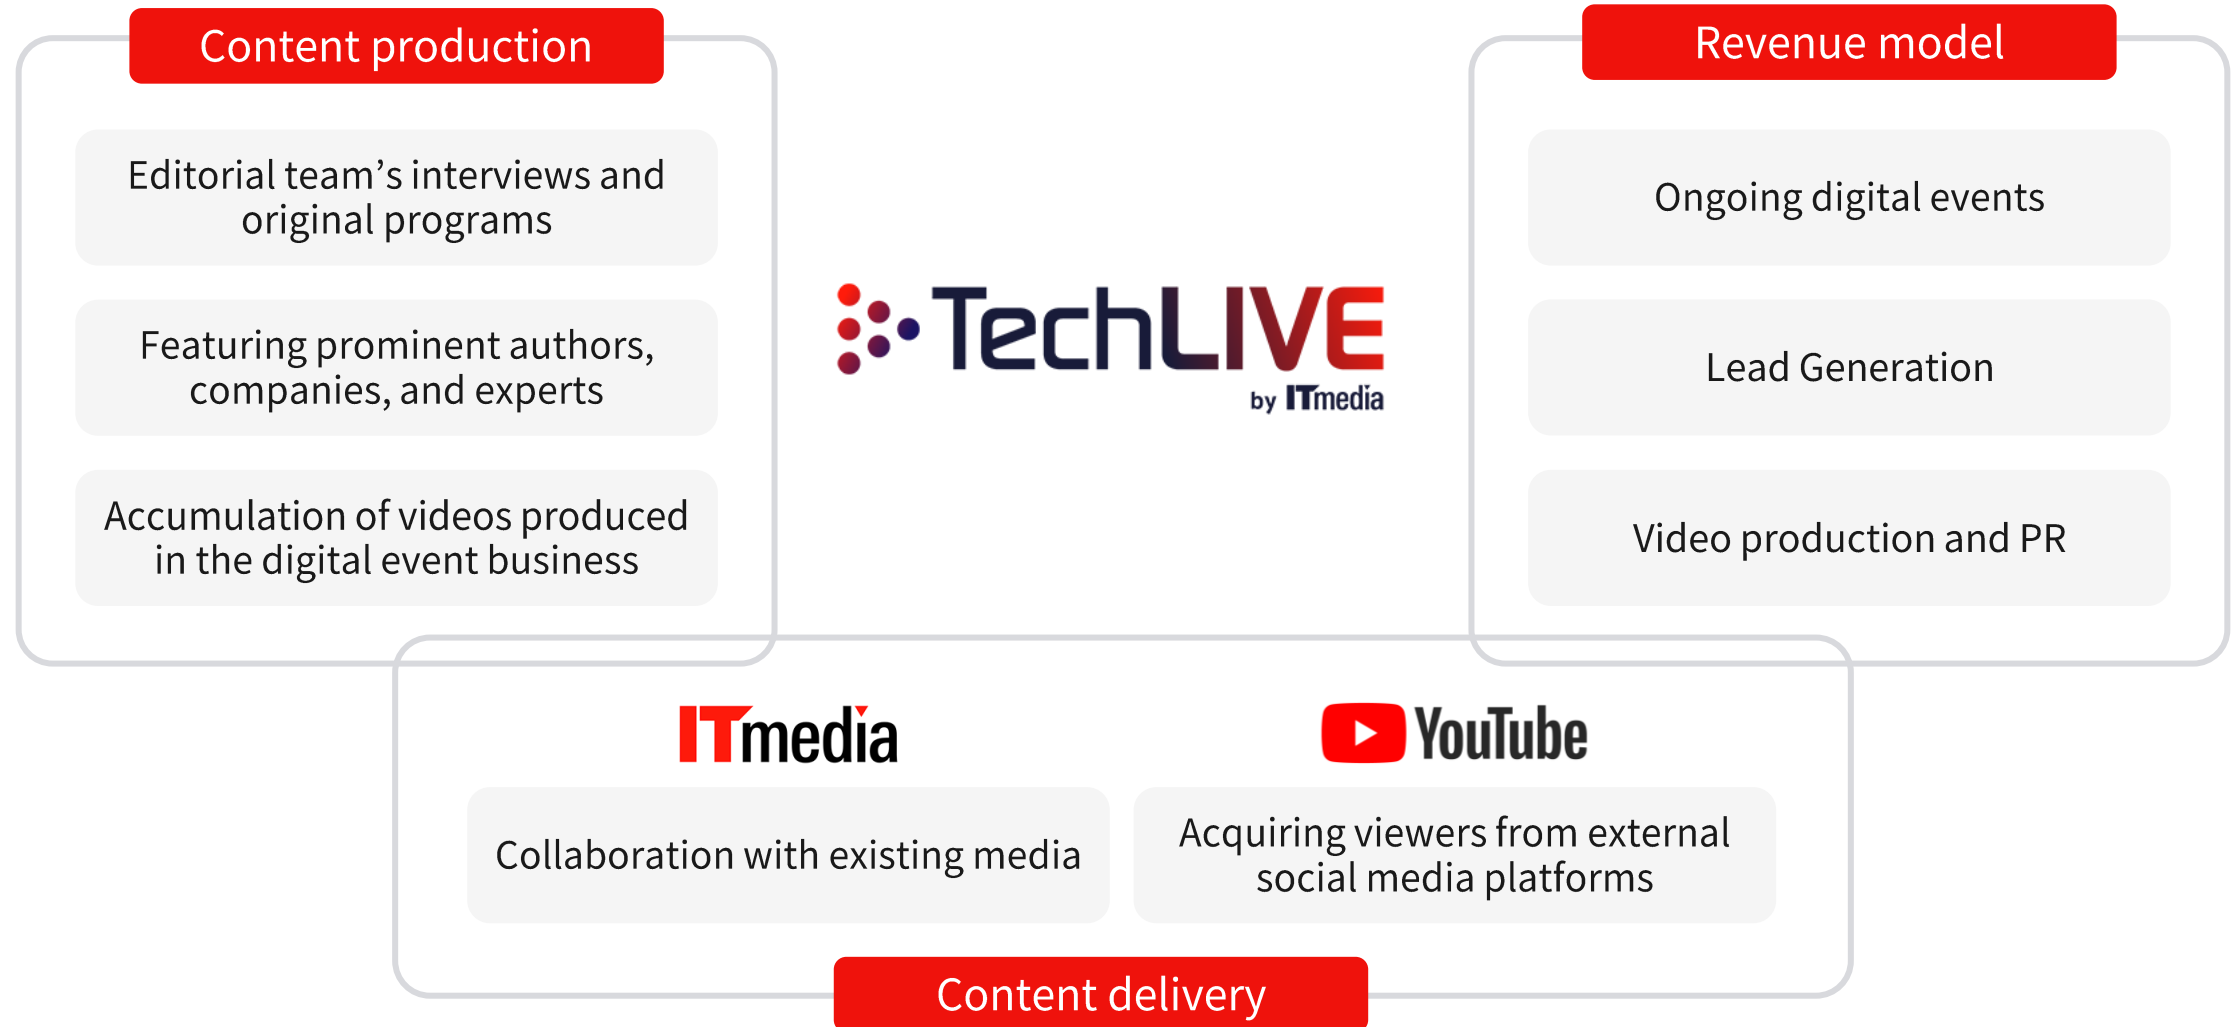 Content production
Editorial team’s interviews and
original programs
Featuring prominent authors,
companies, and experts
Accumulation of videos produced
in the digital event business
TechLIVE
by ITmedia
Revenue model
Ongoing digital events
Lead Generation
Video production and PR
ITmedia
Collaboration with existing media
YouTube
Acquiring viewers from external
social media platforms
Content delivery